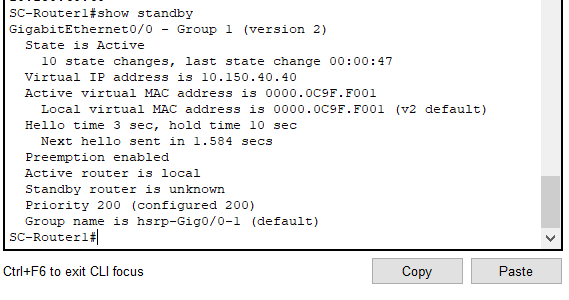 SC-Router1#show standby
GigabitEthernet0/0 - Group 1 (version 2)
State is Active
10 state changes, last state change 00:00:47
Virtual IP address is 10.150.40.40
Active virtual MAC address is 0000.0C9F.F001
Local virtual MAC address is 0000.0C9F.F001 (v2 default)
Hello time 3 sec, hold time 10 sec
Next hello sent in 1.584 secs
Preemption enabled
Active router is local
Standby router is unknown
Priority 200 (configured 200)
Group name is hsrp-Gig0/0-1 (default)
SC-Router1#
Ctrl+F6 to exit CLI focus
Copy
Paste